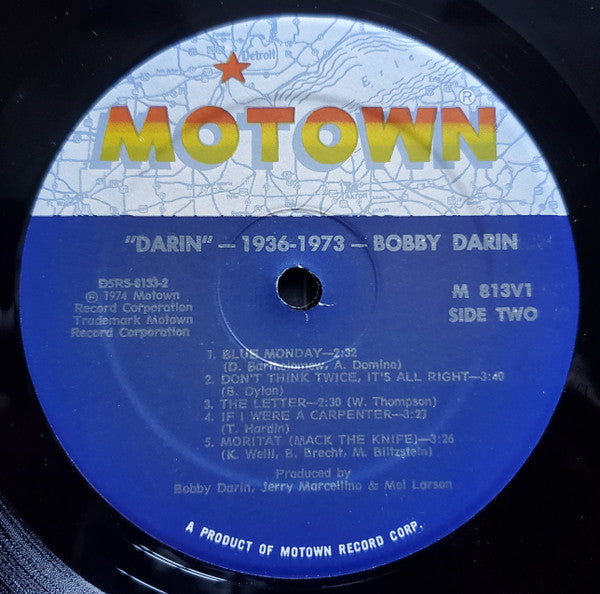 Detroit
Erie
MOTOWN®
"DARIN" — 1936-1973 — BOBBY DARIN
DSRS-8133-2
℗ 1974 Motown
Record Corporation
Trademark Motown
Record Corporation
M 813V1
SIDE TWO
1. BLUE MONDAY—2:32
(D. Bartholomew, A. Domino)
2. DON'T THINK TWICE, IT'S ALL RIGHT—3:40
(B. Dylan)
3. THE LETTER—2:30 (W. Thompson)
4. IF I WERE A CARPENTER—3:23
(T. Hardin)
5. MORITAT (MACK THE KNIFE)—3:26
(K. Weill, B. Brecht, M. Blitzstein)
Produced by
Bobby Darin, Jerry Marcellino & Mel Larson
A PRODUCT OF MOTOWN RECORD CORP.